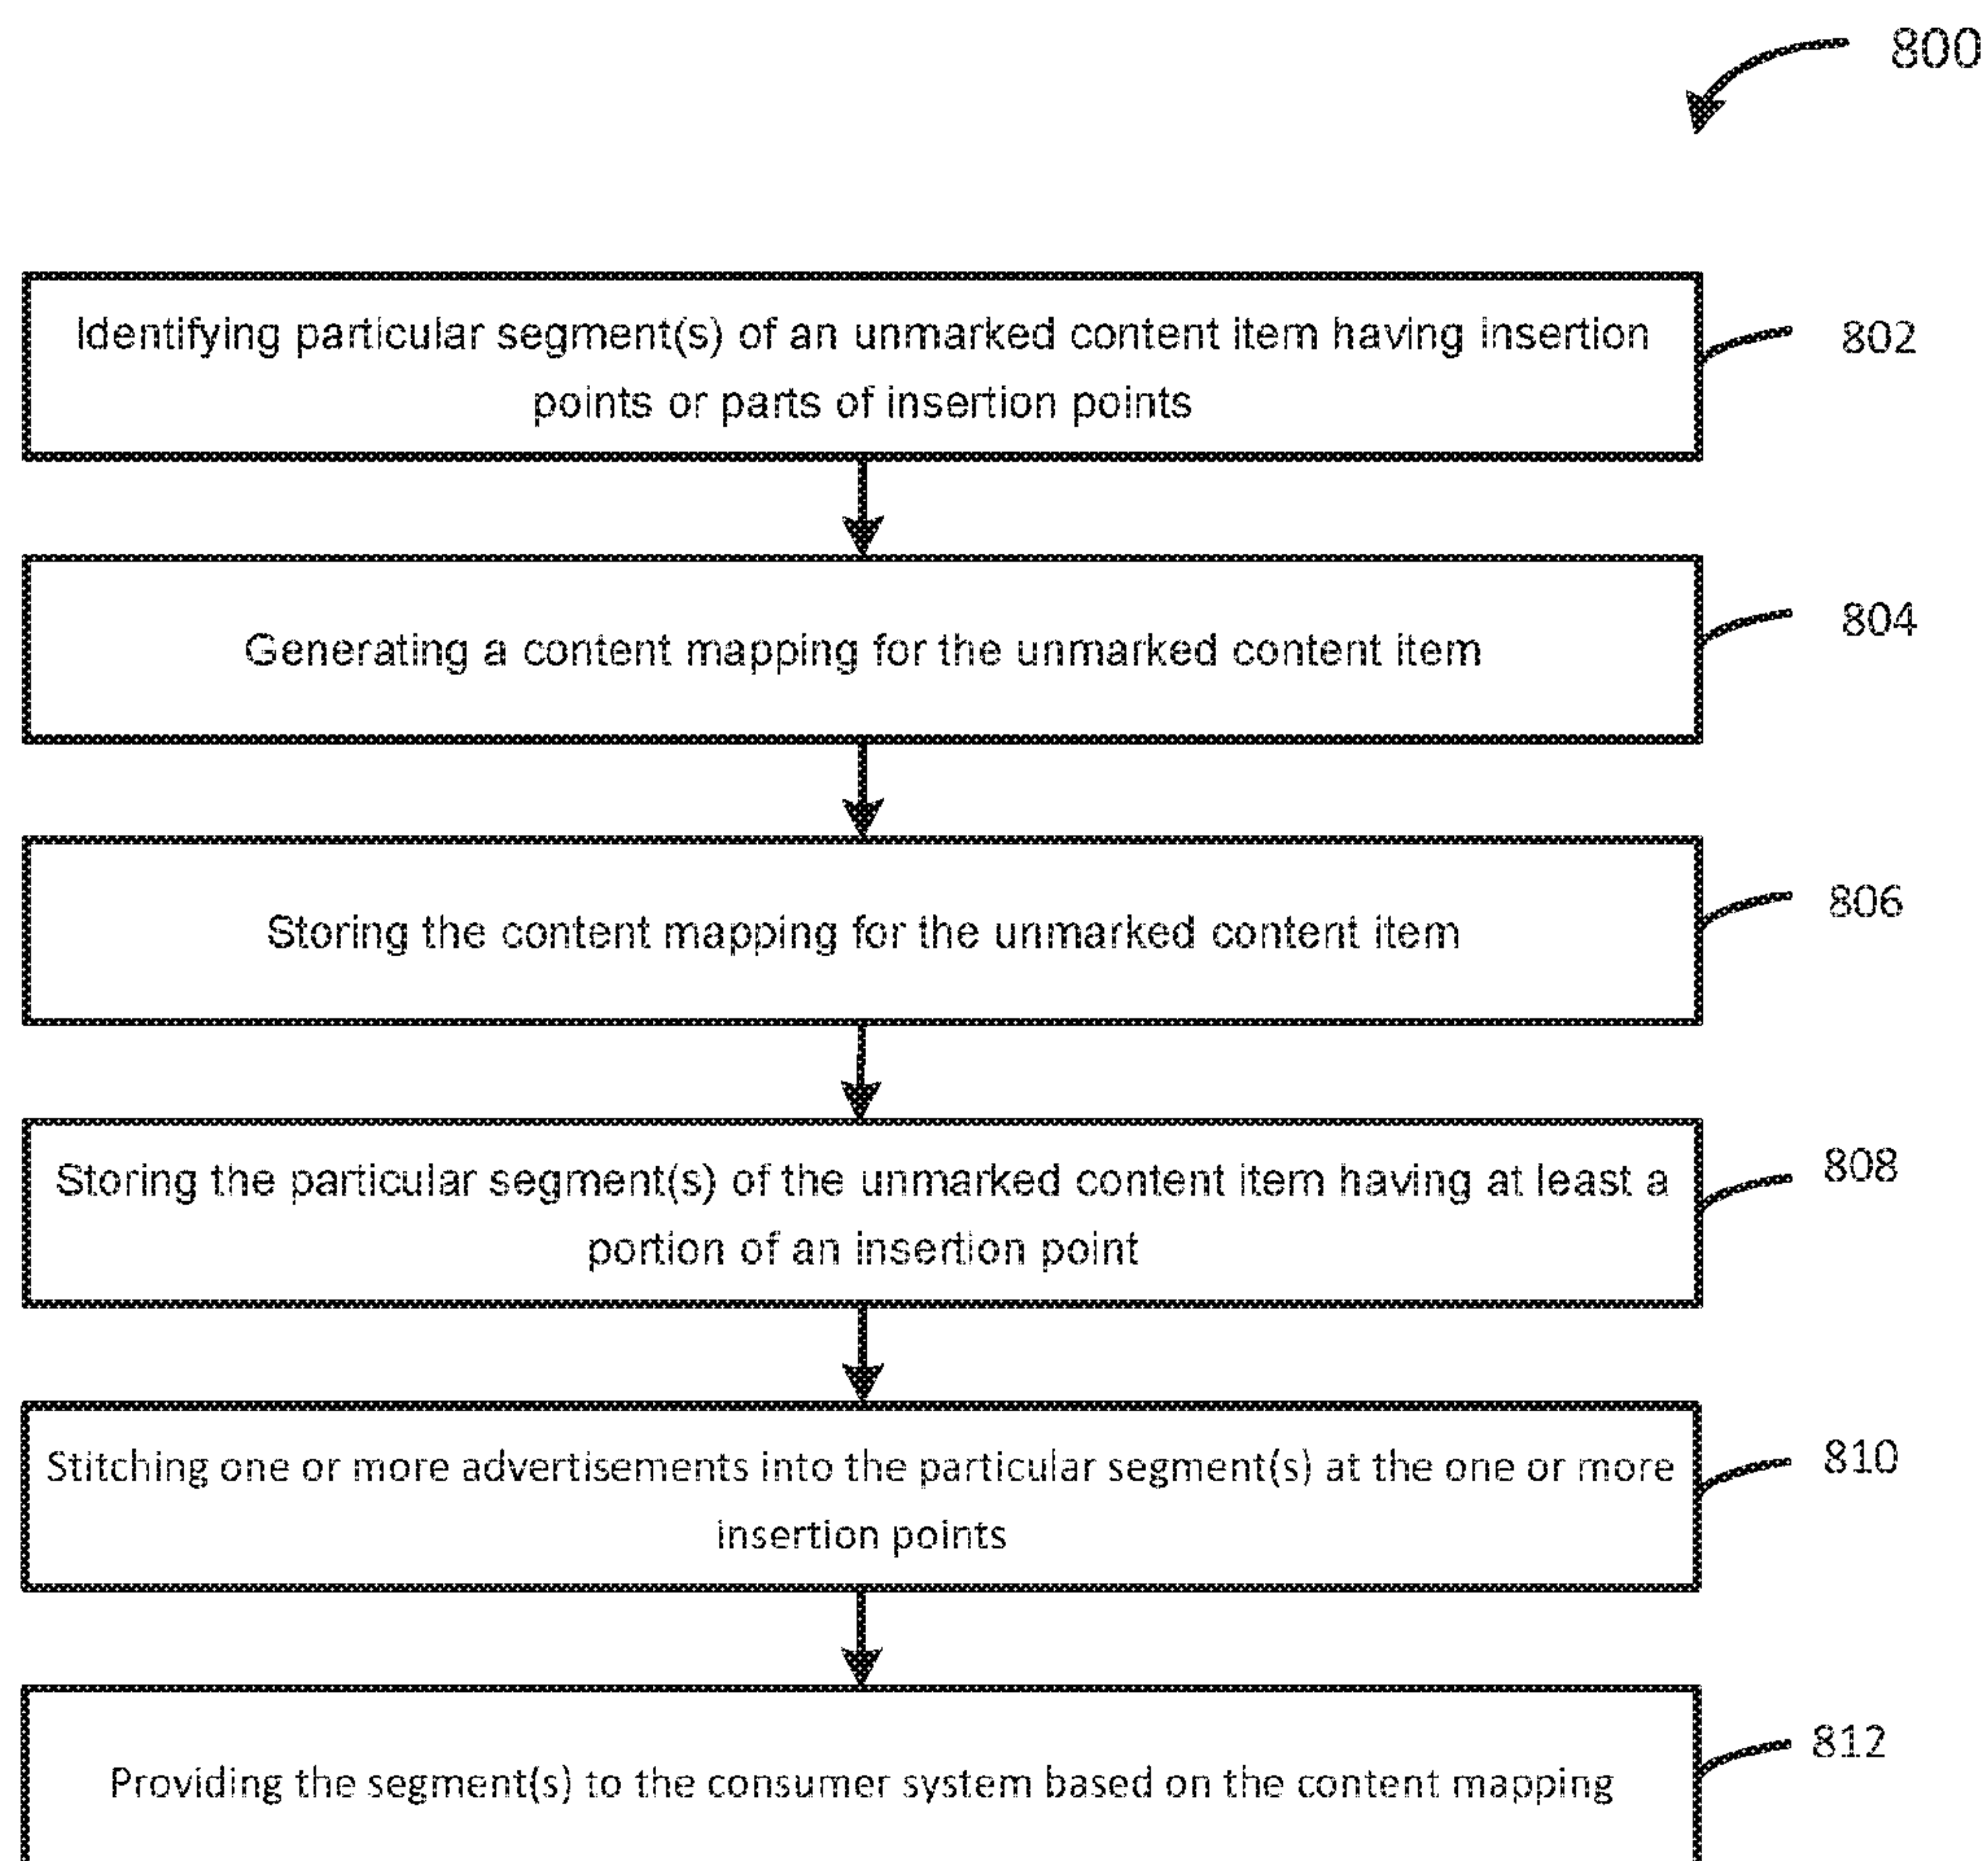 800
Identifying particular segment(s) of an unmarked content item having insertion
points or parts of insertion points
802
Generating a content mapping for the unmarked content item
804
Storing the content mapping for the unmarked content item
806
Storing the particular segment(s) of the unmarked content item having at least a
portion of an insertion point
808
Stitching one or more advertisements into the particular segment(s) at the one or more
insertion points
810
Providing the segment(s) to the consumer system based on the content mapping
812